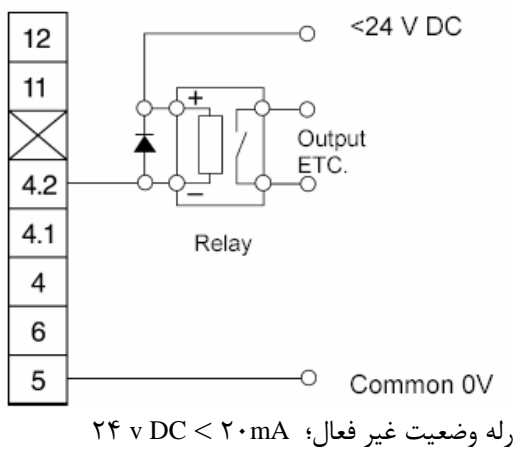 12
<24 V DC
11
+
Output
ETC.
4.2
–
4.1
Relay
4
6
5
Common 0V
رله وضعیت غیر فعال؛ ۲۴ v DC < ۲۰mA